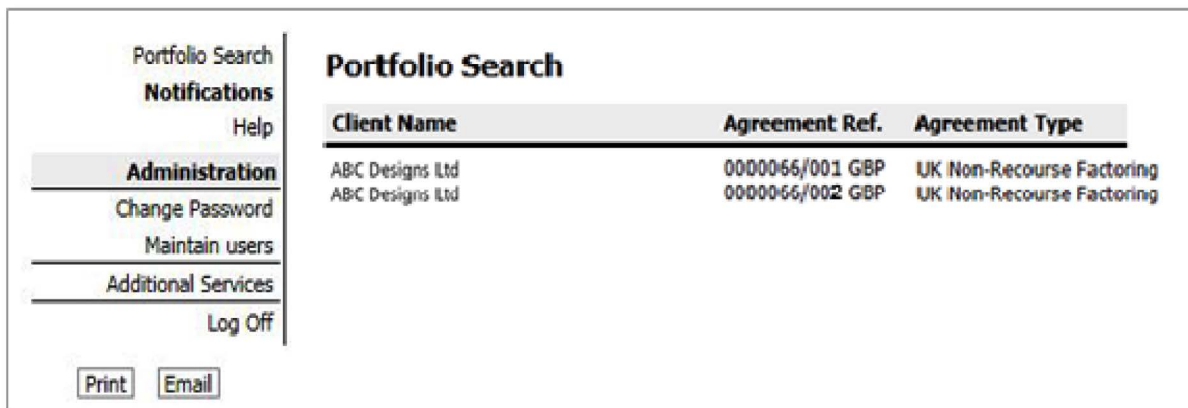 Portfolio Search
Notifications
Help
Administration
Change Password
Maintain users
Additional Services
Log Off
Print Email
Portfolio Search
Client Name Agreement Ref. Agreement Type
ABC Designs Ltd 0000066/001 GBP UK Non-Recourse Factoring
ABC Designs Ltd 0000066/002 GBP UK Non-Recourse Factoring